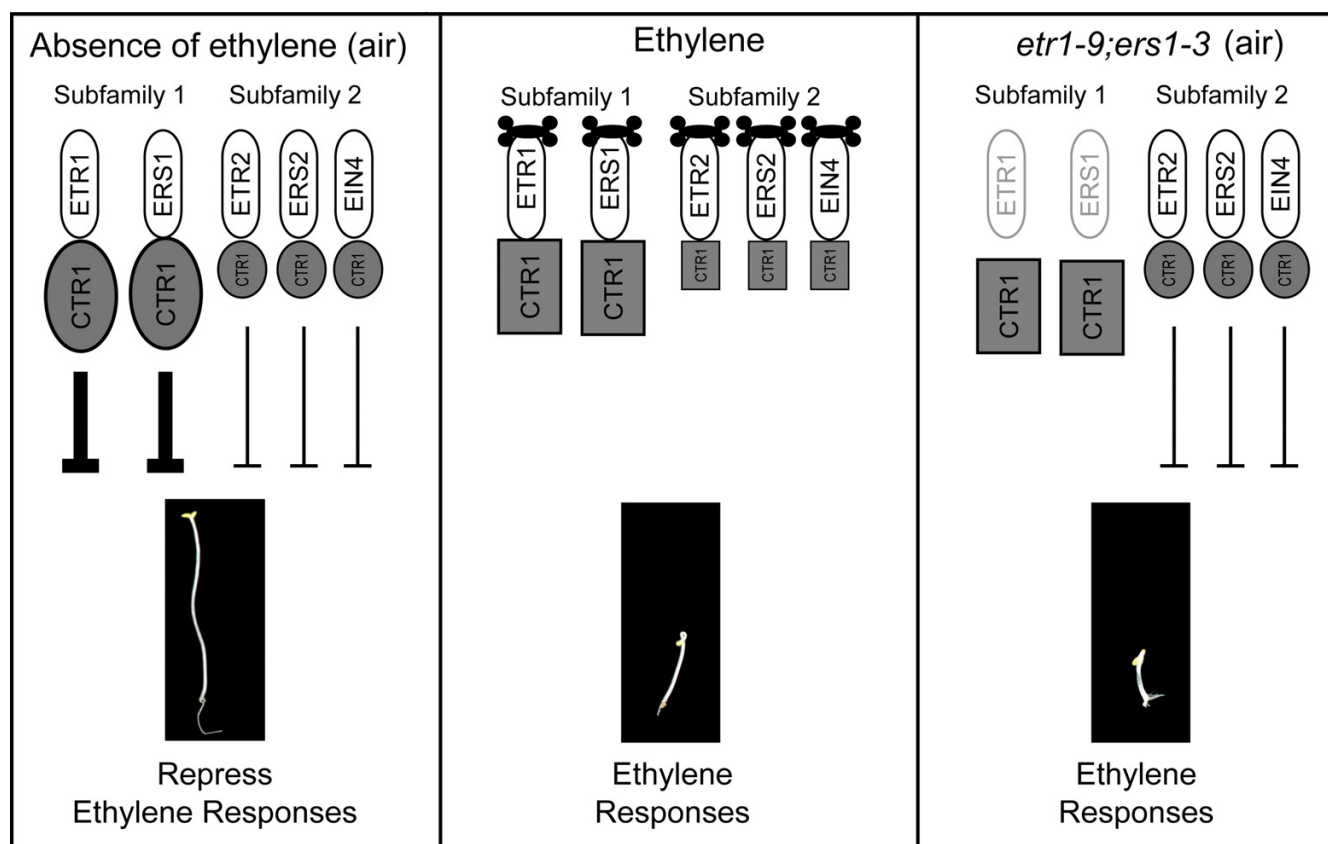 Absence of ethylene (air)
Subfamily 1 Subfamily 2
ETR1 ERS1 ETR2 ERS2 EIN4
CTR1 CTR1 CTR1 CTR1 CTR1
Repress
Ethylene Responses
Ethylene
Subfamily 1 Subfamily 2
ETR1 ERS1 ETR2 ERS2 EIN4
CTR1 CTR1 CTR1 CTR1 CTR1
Ethylene
Responses
etr1-9;ers1-3 (air)
Subfamily 1 Subfamily 2
ETR1 ERS1 ETR2 ERS2 EIN4
CTR1 CTR1 CTR1 CTR1 CTR1
Ethylene
Responses